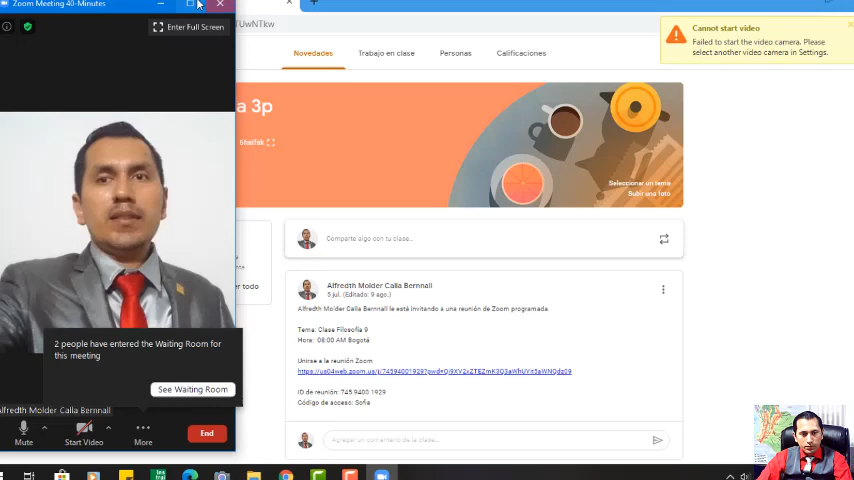 Zoom Meeting 40-Minutes
Enter Full Screen
2 people have entered the Waiting Room for
this meeting
See Waiting Room
Alfredth Molder Calla Bernnall
Mute
Start Video
More
End
TUwNTkw
Novedades
Trabajo en clase
Personas
Calificaciones
Cannot start video
Failed to start the video camera. Please
select another video camera in Settings.
a 3p
Seleccionar un tema
Subir una foto
er todo
Comparte algo con tu clase...
Alfredth Molder Calla Bernnall
5 jul. (Editado: 9 ago.)
Alfredth Molder Calla Bernnall le está invitando a una reunión de Zoom programada.
Tema: Clase Filosofía 9
Hora: 08:00 AM Bogotá
Unirse a la reunión Zoom
ID de reunión: 745 940 1929
Código de acceso: Sofia
Agregar un comentario de la clase...